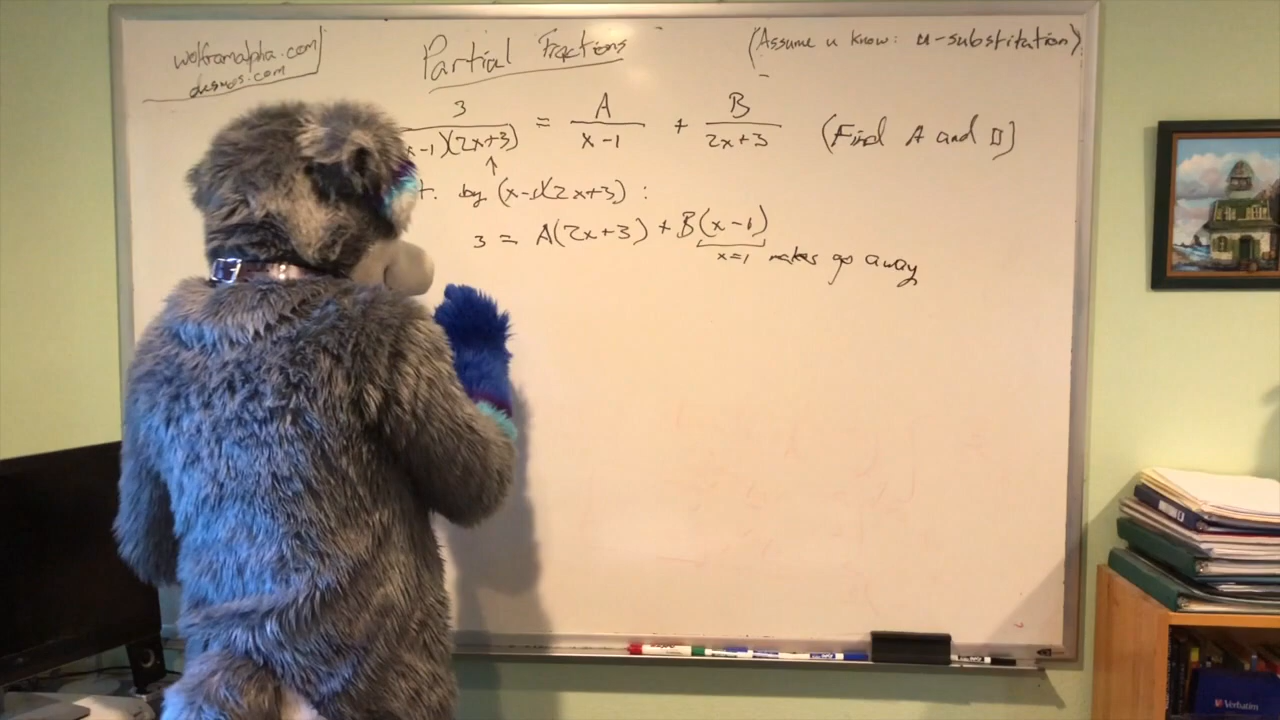 wolframalpha.com
desmos.com
Partial Fractions
(Assume u know: u-substitution)
3 / x-1)(2x+3) = A / x-1 + B / 2x+3 (Find A and B)
t. by (x-1)(2x+3):
3 = A(2x+3) + B(x-1)
x=1 makes go away
Verbatim